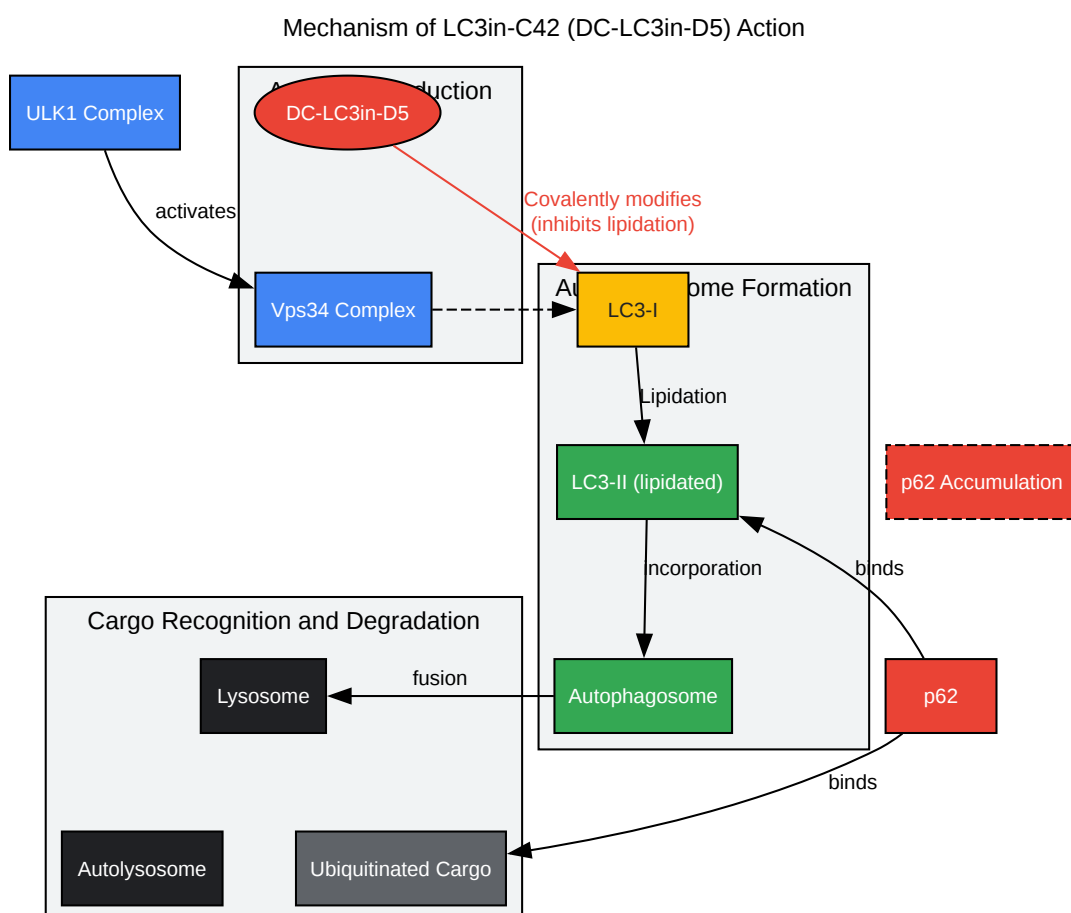 Mechanism of LC3in-C42 (DC-LC3in-D5) Action
ULK1 Complex
DC-LC3in-D5
activates
Covalently modifies
(inhibits lipidation)
Vps34 Complex
Formation
LC3-I
Lipidation
LC3-II (lipidated)
p62 Accumulation
incorporation
binds
Cargo Recognition and Degradation
Lysosome
fusion
Autophagosome
p62
binds
Autolysosome
Ubiquitinated Cargo